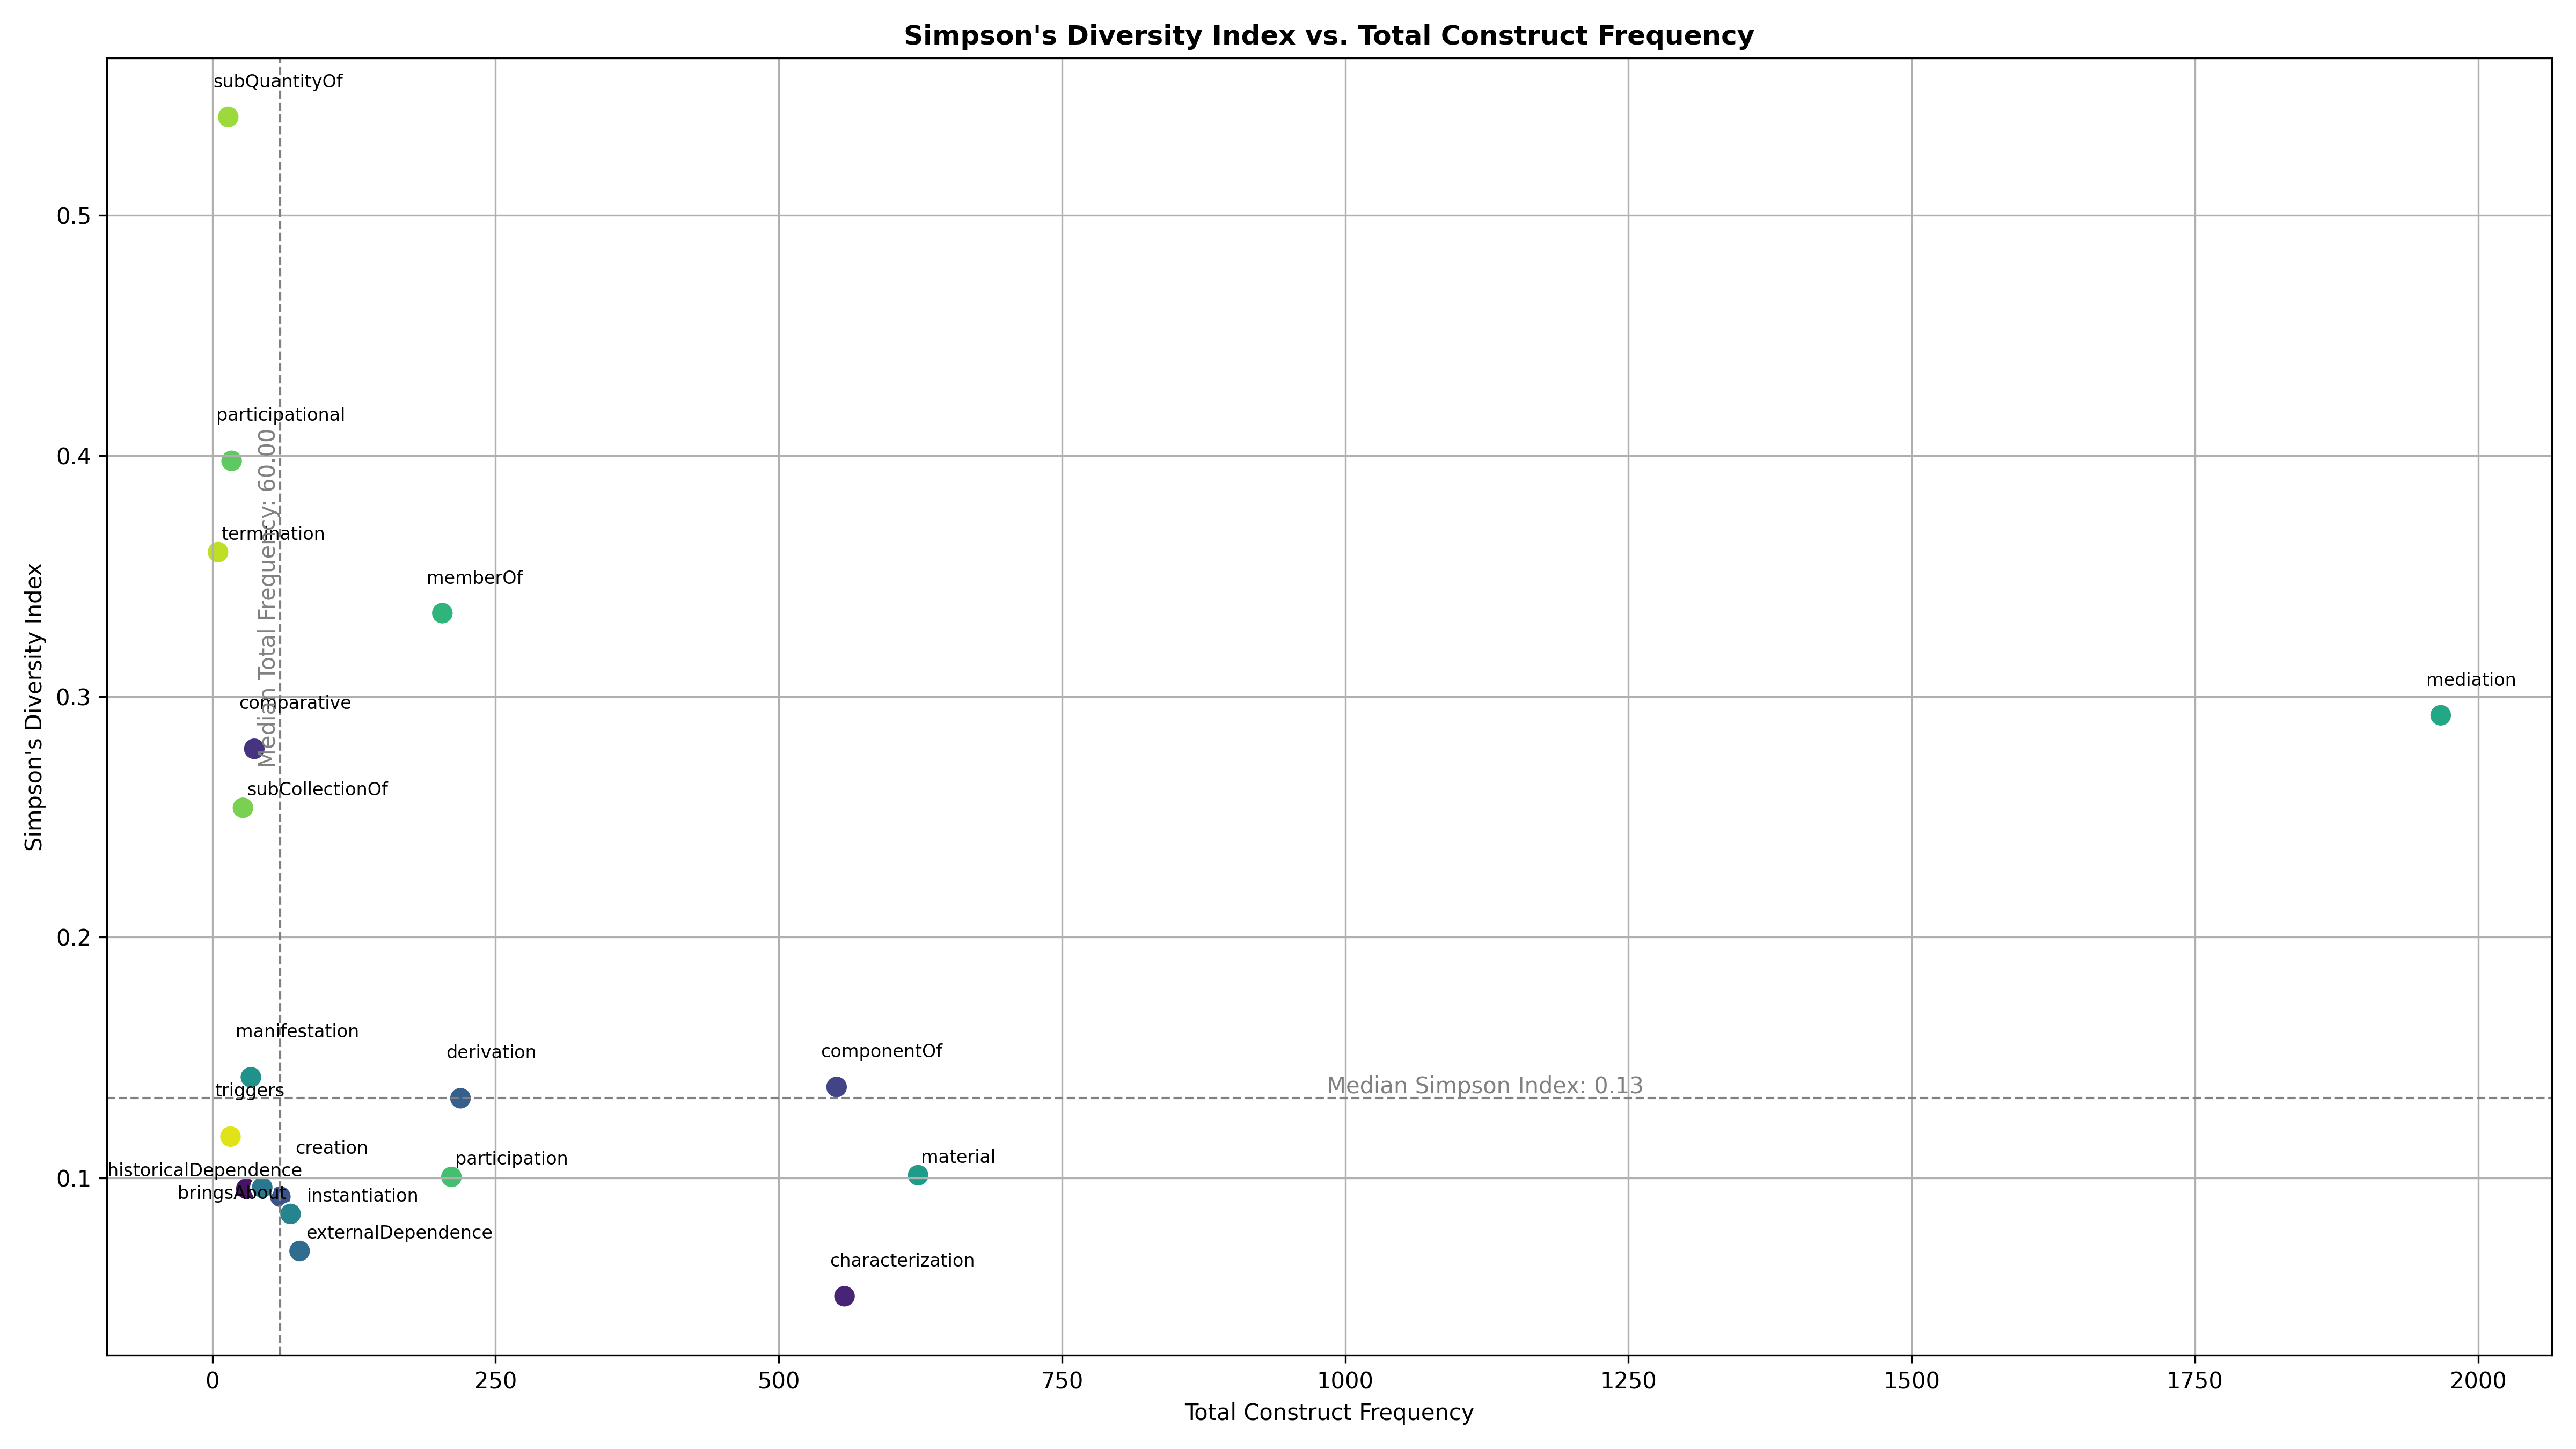 Simpson's Diversity Index vs. Total Construct Frequency
subQuantityOf
0.5
participational
0.4
Median Total Frequency: 60.00
termination
memberOf
Simpson's Diversity Index
0.3
mediation
comparative
subCollectionOf
0.2
manifestation
derivation
componentOf
Median Simpson Index: 0.13
triggers
creation
participation
material
historicalDependence
0.1
bringsAbout
instantiation
externalDependence
characterization
0
250
500
750
1000
1250
1500
1750
2000
Total Construct Frequency